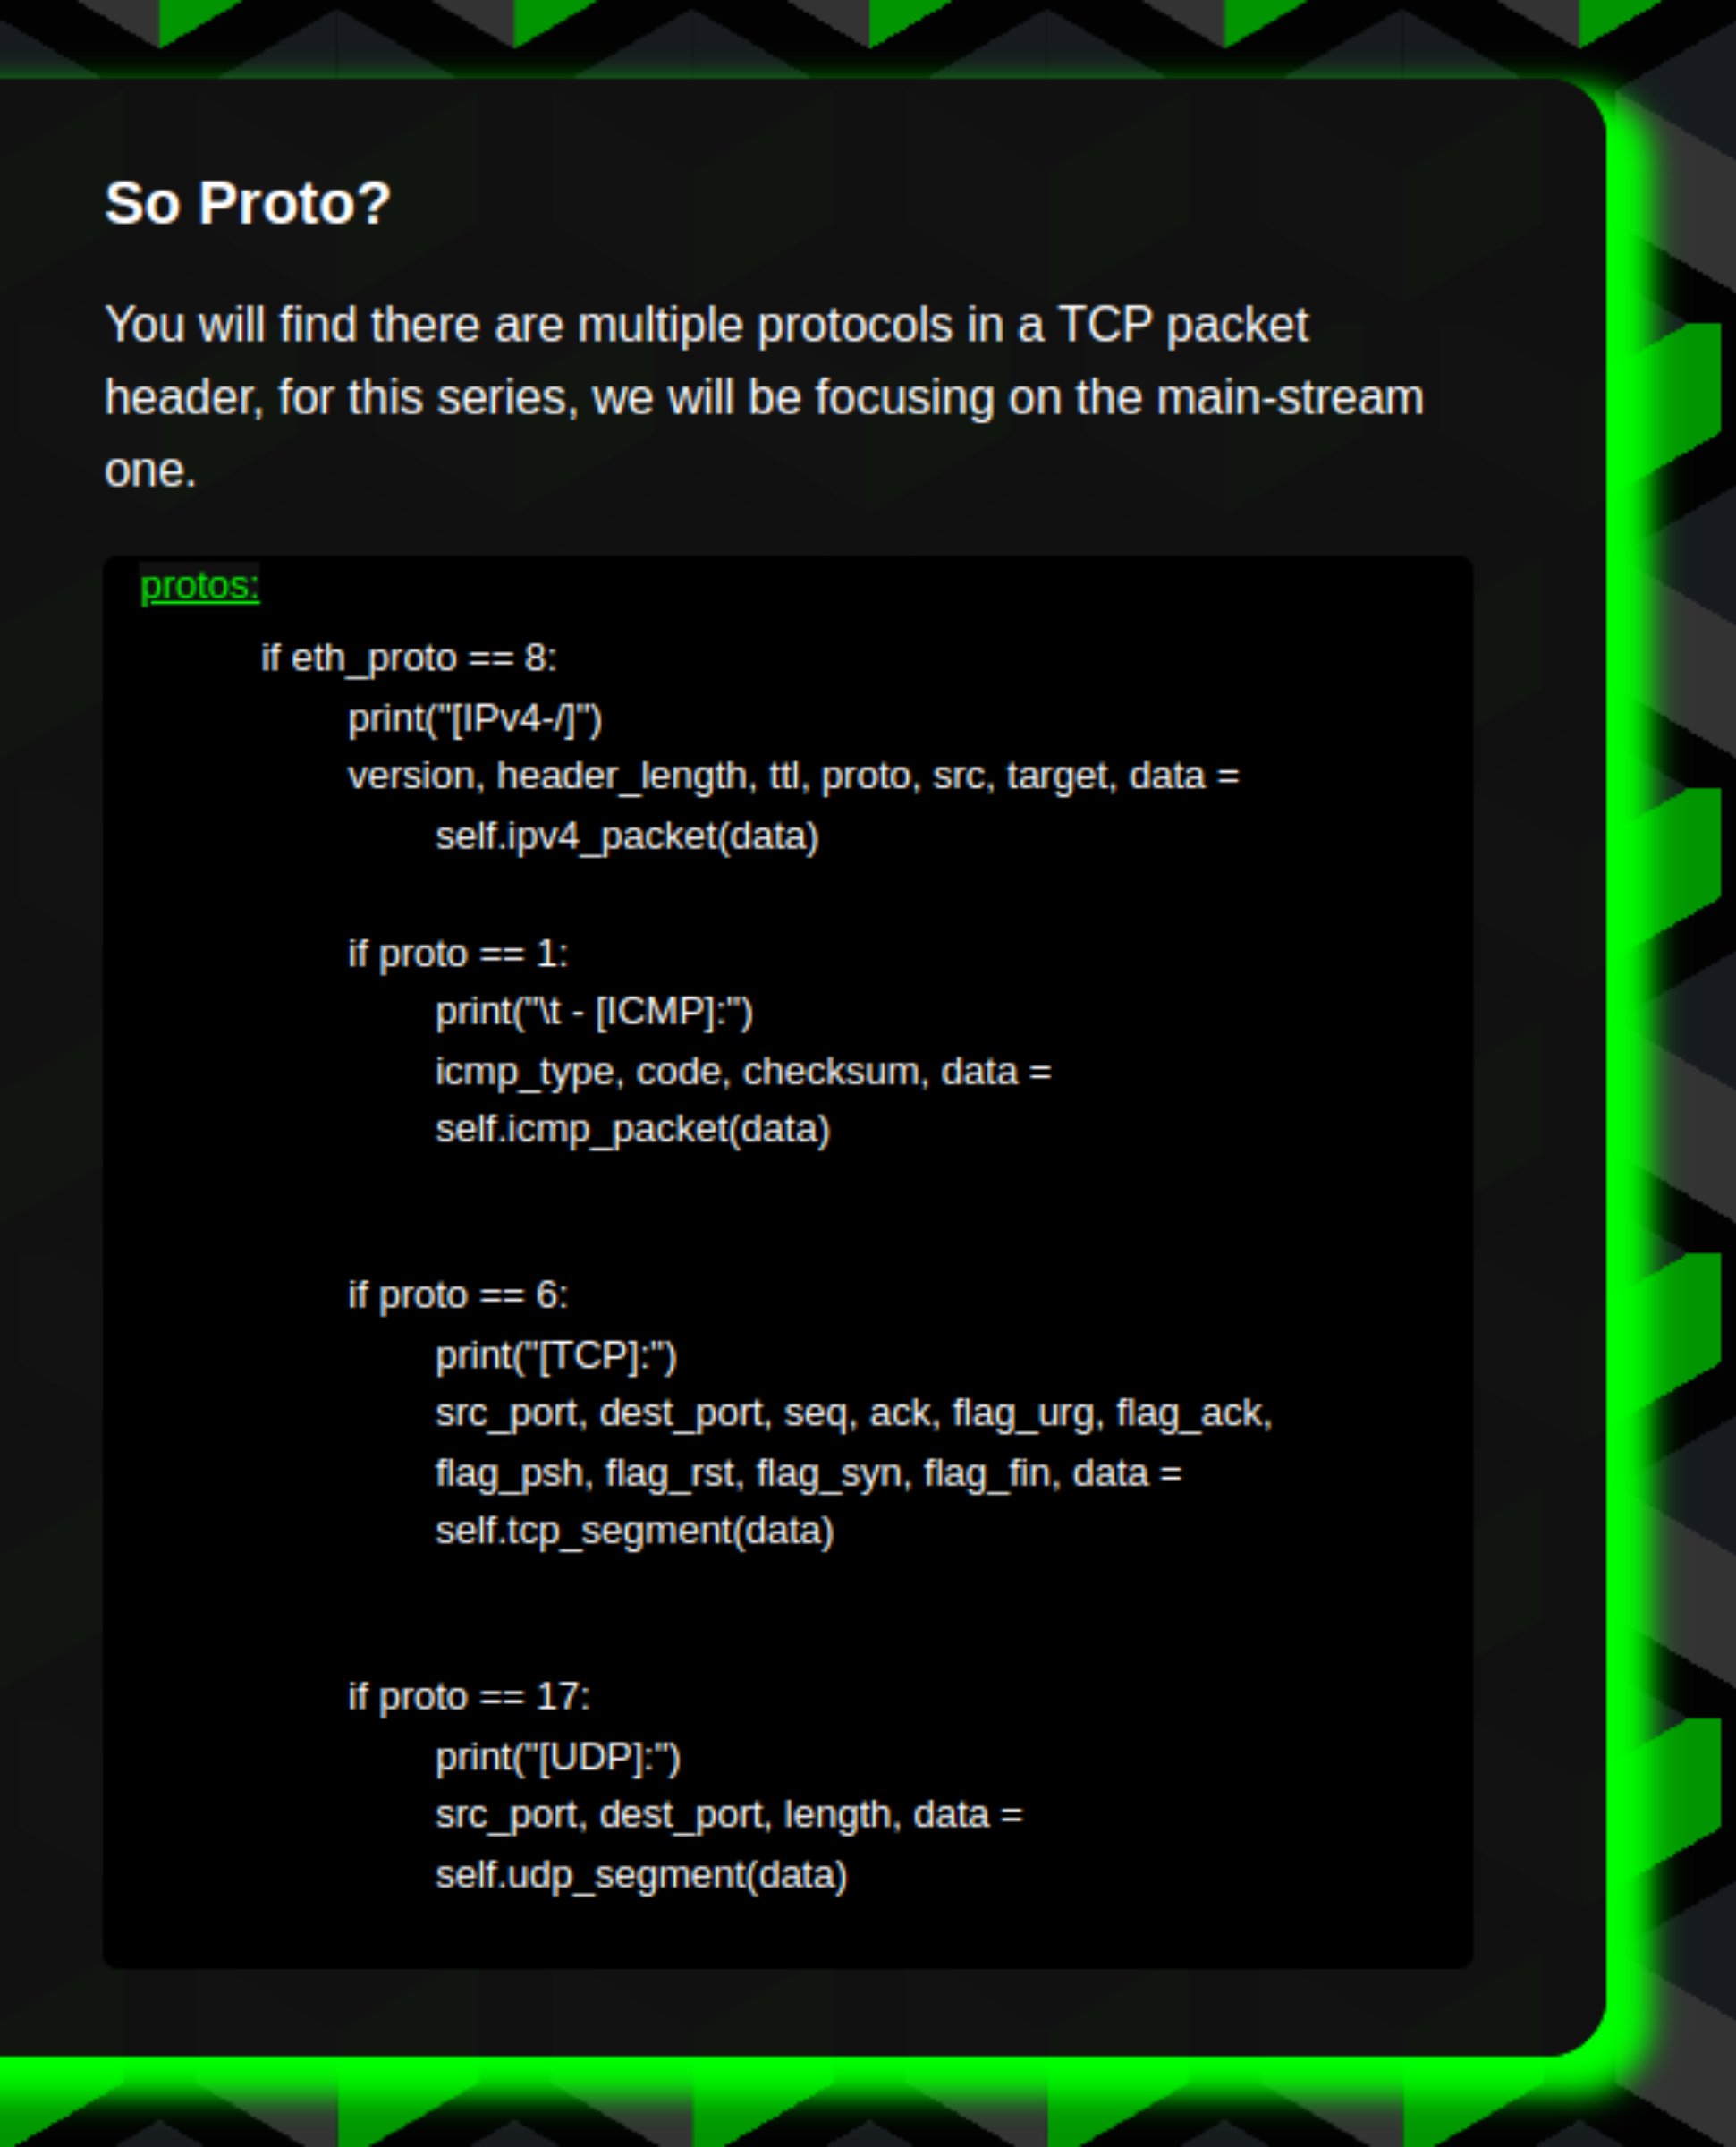 So Proto?
You will find there are multiple protocols in a TCP packet
header, for this series, we will be focusing on the main-stream
one.
protos:
if eth_proto == 8:
print("[IPv4-/]")
version, header_length, ttl, proto, src, target, data =
self.ipv4_packet(data)
if proto == 1:
print("\t - [ICMP]:")
icmp_type, code, checksum, data =
self.icmp_packet(data)
if proto == 6:
print("[TCP]:")
src_port, dest_port, seq, ack, flag_urg, flag_ack,
flag_psh, flag_rst, flag_syn, flag_fin, data =
self.tcp_segment(data)
if proto == 17:
print("[UDP]:")
src_port, dest_port, length, data =
self.udp_segment(data)